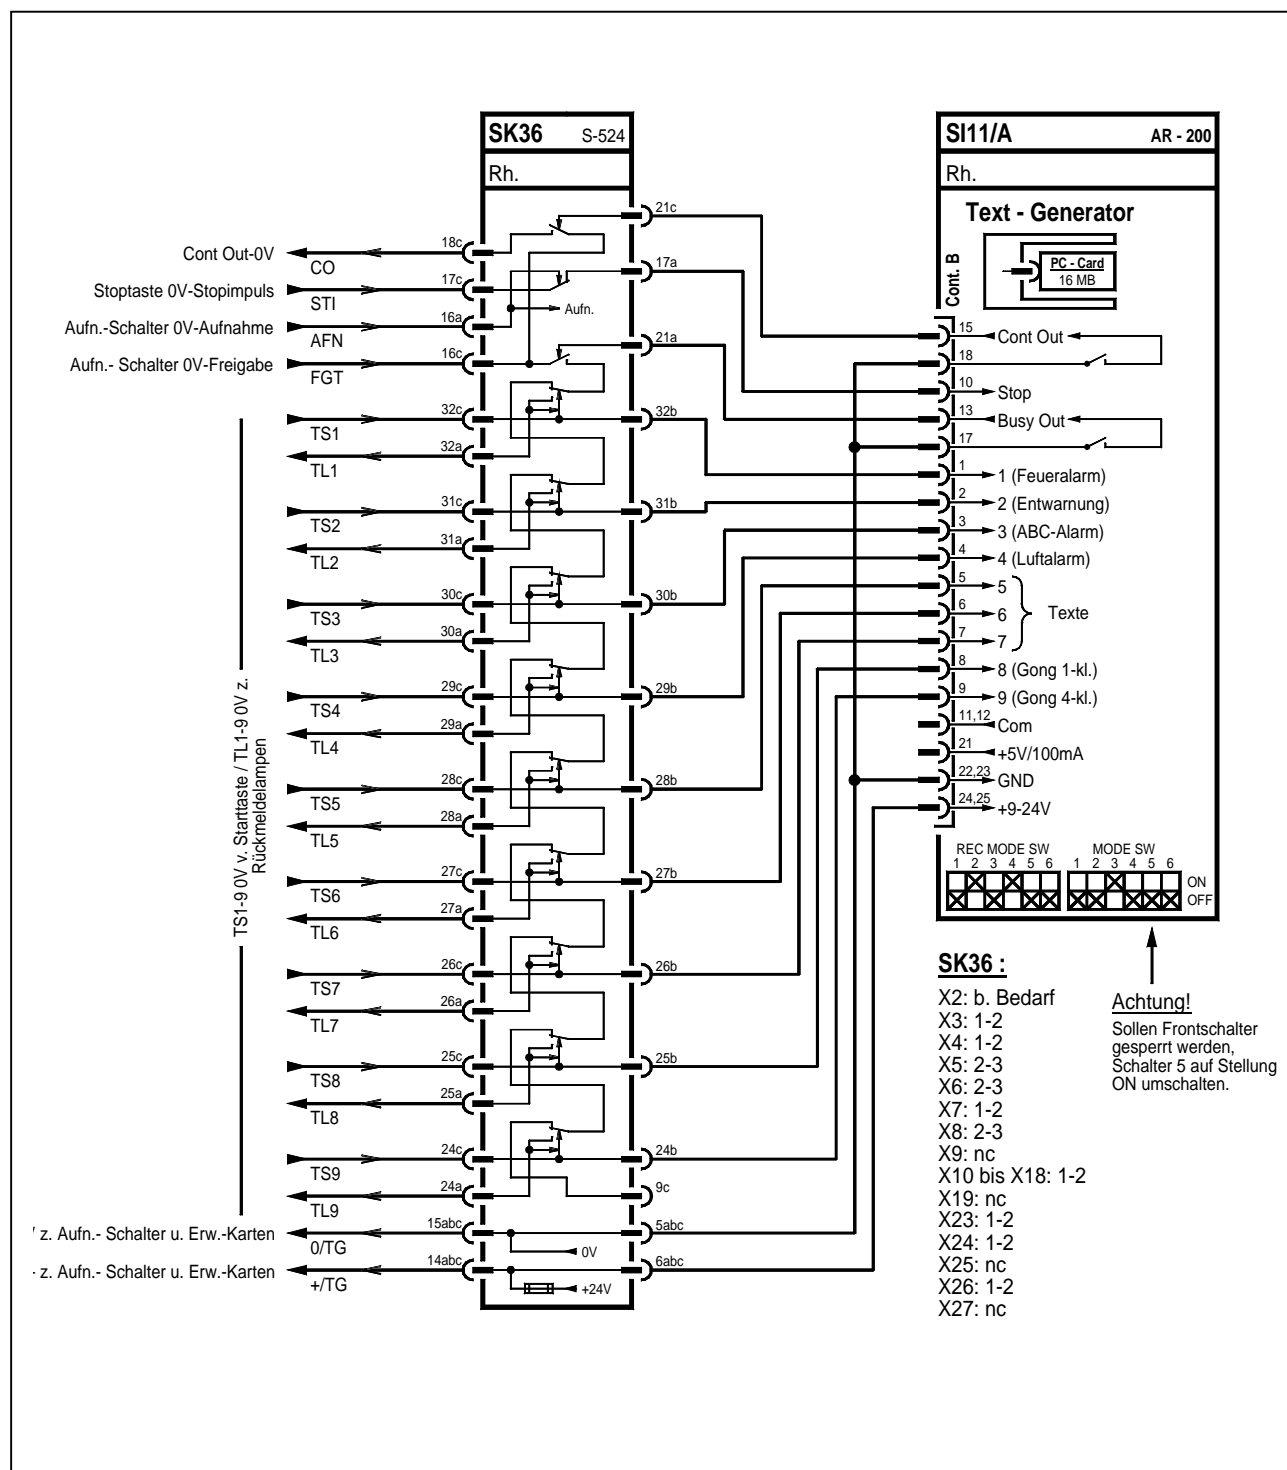 SK36 S-524
Rh.
SI11/A AR - 200
Rh.
Text - Generator
PC - Card
16 MB
Cont. B
Cont Out-0V
CO
18c
Stoptaste 0V-Stopimpuls
STI
17c
Aufn.-Schalter 0V-Aufnahme
AFN
16a
Aufn.- Schalter 0V-Freigabe
FGT
16c
Aufn.
21c
17a
21a
TS1-9 0V v. Starttaste / TL1-9 0V z.
Rückmeldelampen
TS1
32c
32b
TL1
32a
TS2
31c
31b
TL2
31a
TS3
30c
30b
TL3
30a
TS4
29c
29b
TL4
29a
TS5
28c
28b
TL5
28a
TS6
27c
27b
TL6
27a
TS7
26c
26b
TL7
26a
TS8
25c
25b
TL8
25a
TS9
24c
24b
TL9
24a
9c
z. Aufn.- Schalter u. Erw.-Karten
0/TG
15abc
0V
5abc
z. Aufn.- Schalter u. Erw.-Karten
+/TG
14abc
+24V
6abc
15 Cont Out
18
10 Stop
13 Busy Out
17
1 1 (Feueralarm)
2 2 (Entwarnung)
3 3 (ABC-Alarm)
4 4 (Luftalarm)
5 5
6 6 Texte
7 7
8 8 (Gong 1-kl.)
9 9 (Gong 4-kl.)
11,12 Com
21 +5V/100mA
22,23 GND
24,25 +9-24V
REC MODE SW MODE SW
1 2 3 4 5 6 1 2 3 4 5 6
ON
OFF
SK36 :
X2: b. Bedarf
X3: 1-2
X4: 1-2
X5: 2-3
X6: 2-3
X7: 1-2
X8: 2-3
X9: nc
X10 bis X18: 1-2
X19: nc
X23: 1-2
X24: 1-2
X25: nc
X26: 1-2
X27: nc
Achtung!
Sollen Frontschalter
gesperrt werden,
Schalter 5 auf Stellung
ON umschalten.